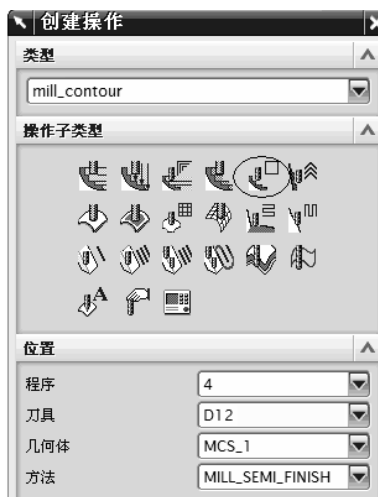 创建操作
类型
mill_contour
操作子类型
A
位置
程序 4
刀具 D12
几何体 MCS_1
方法 MILL_SEMI_FINISH